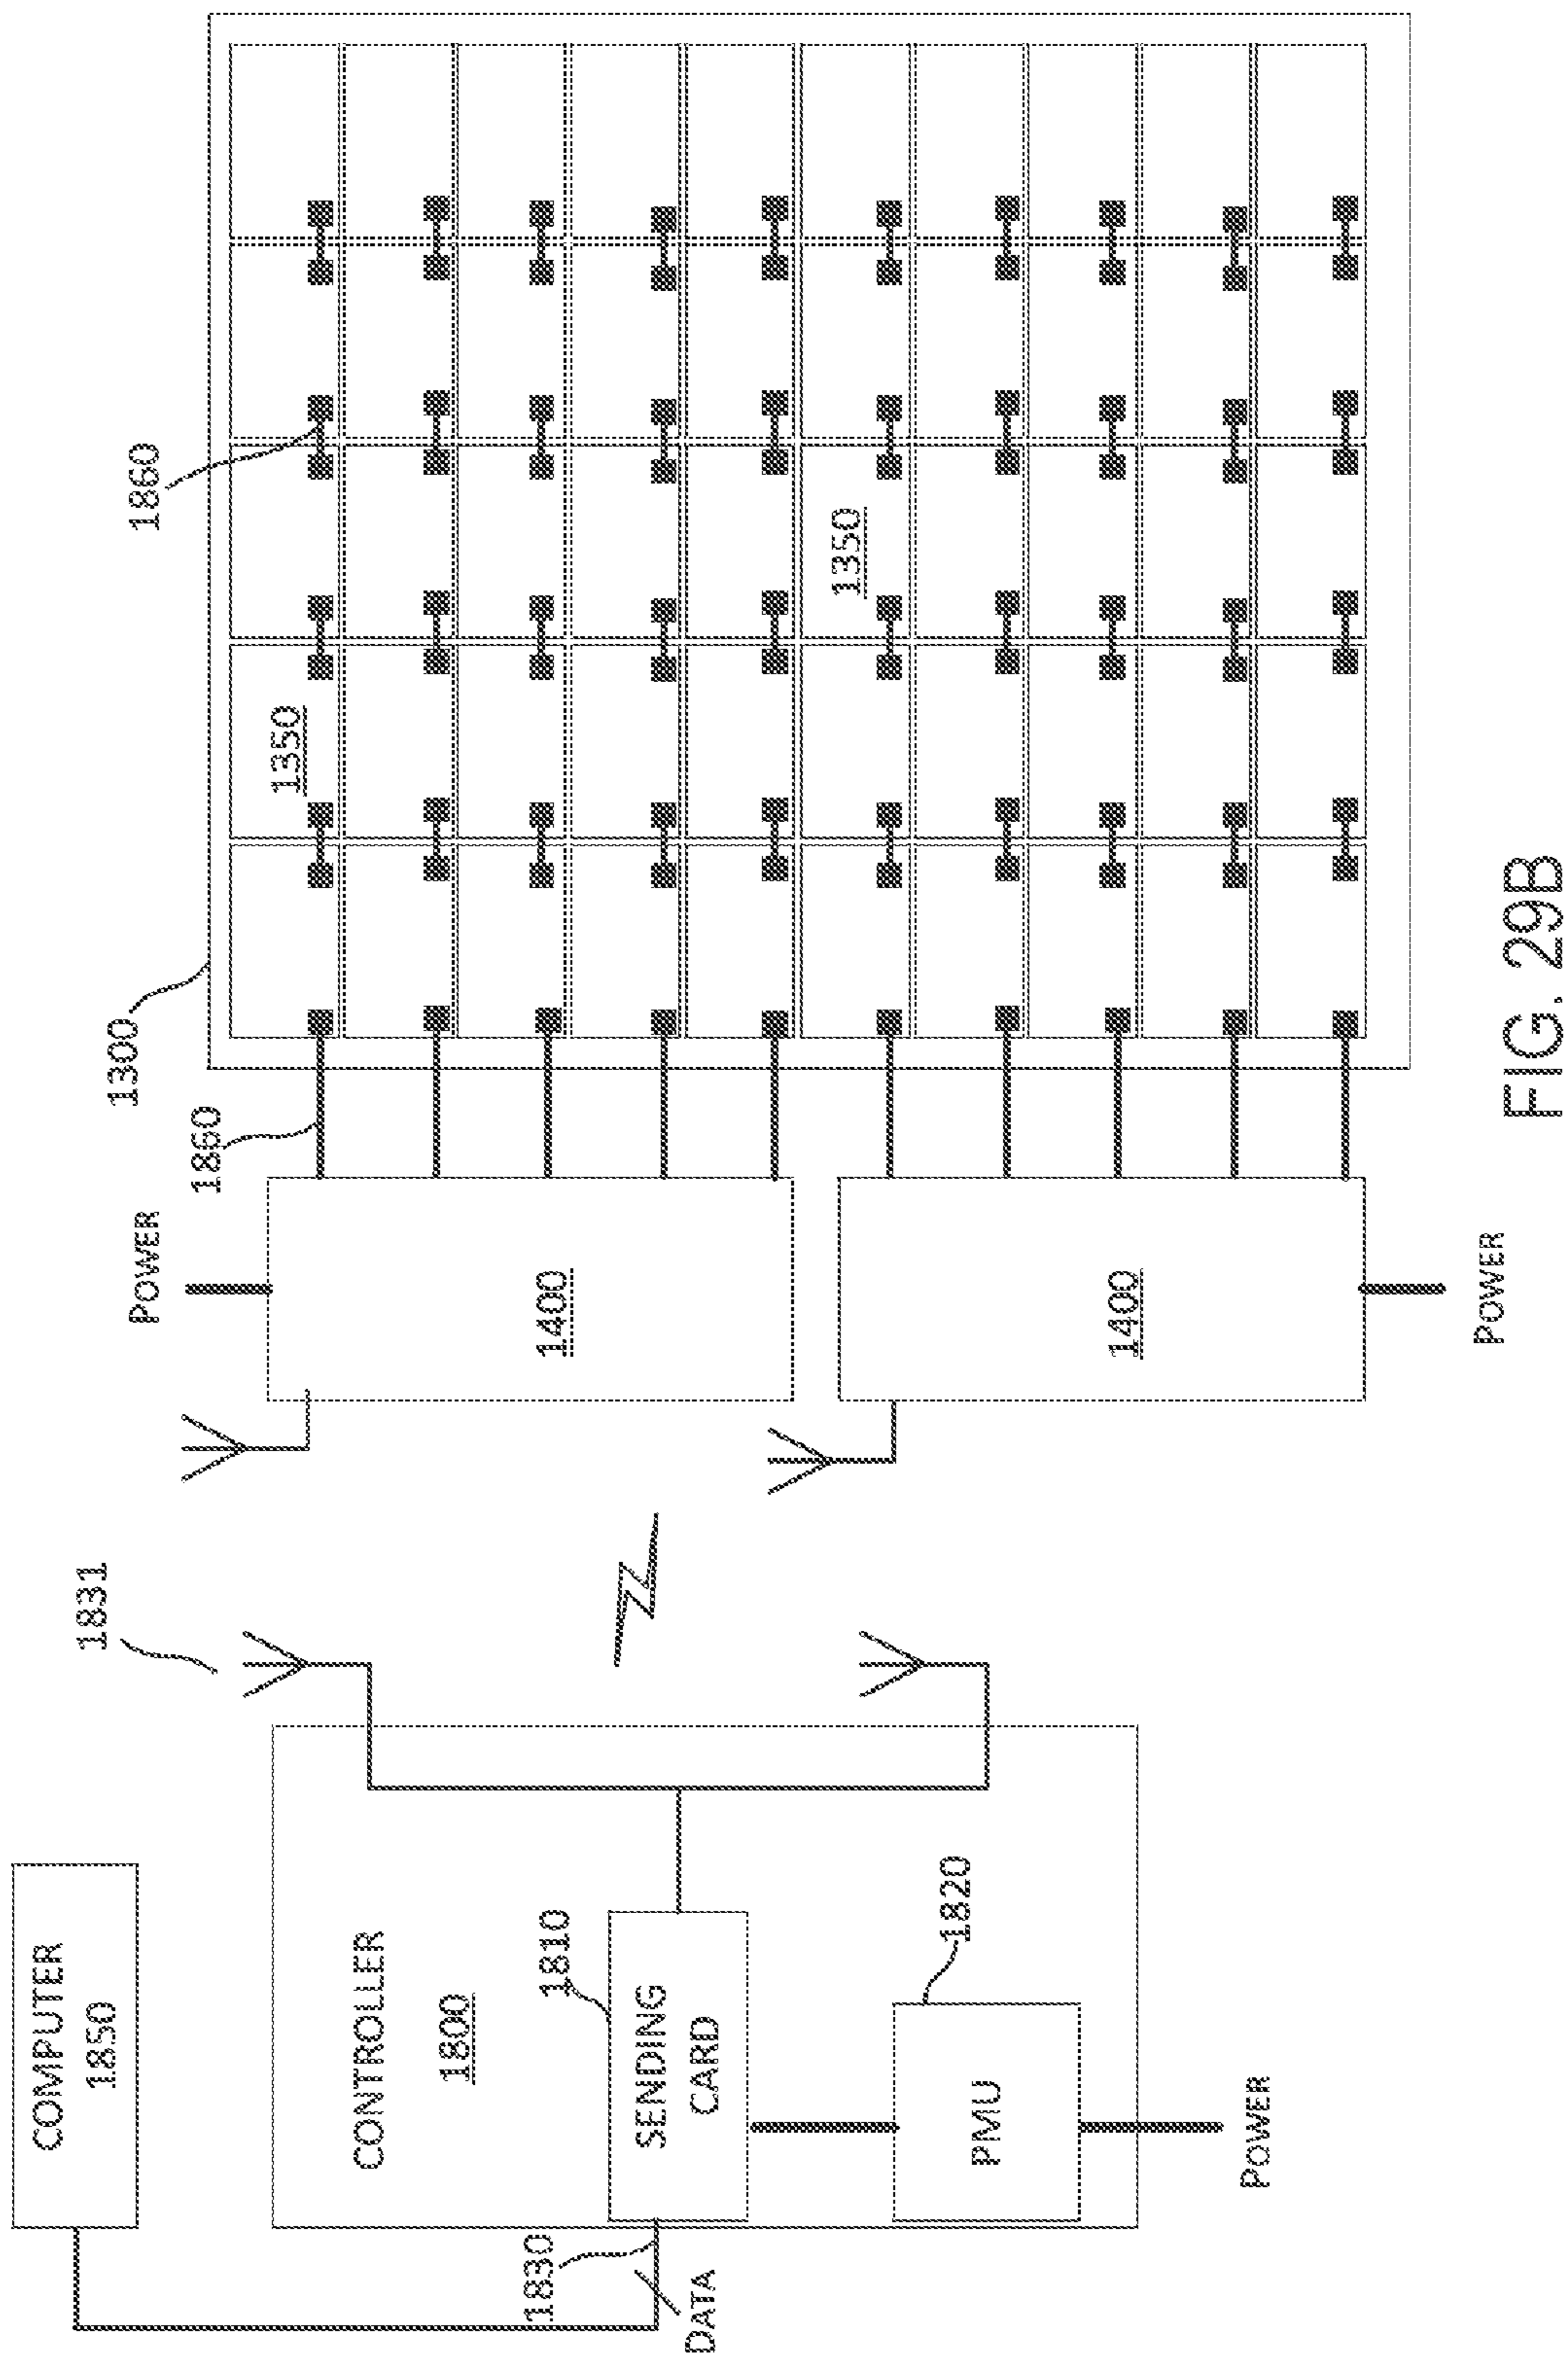 COMPUTER
1850
CONTROLLER
1800
1810
SENDING
CARD
1820
PMU
POWER
1830
DATA
1831
POWER
1400
1400
POWER
1860
1300
1860
1350
1350
FIG. 29B